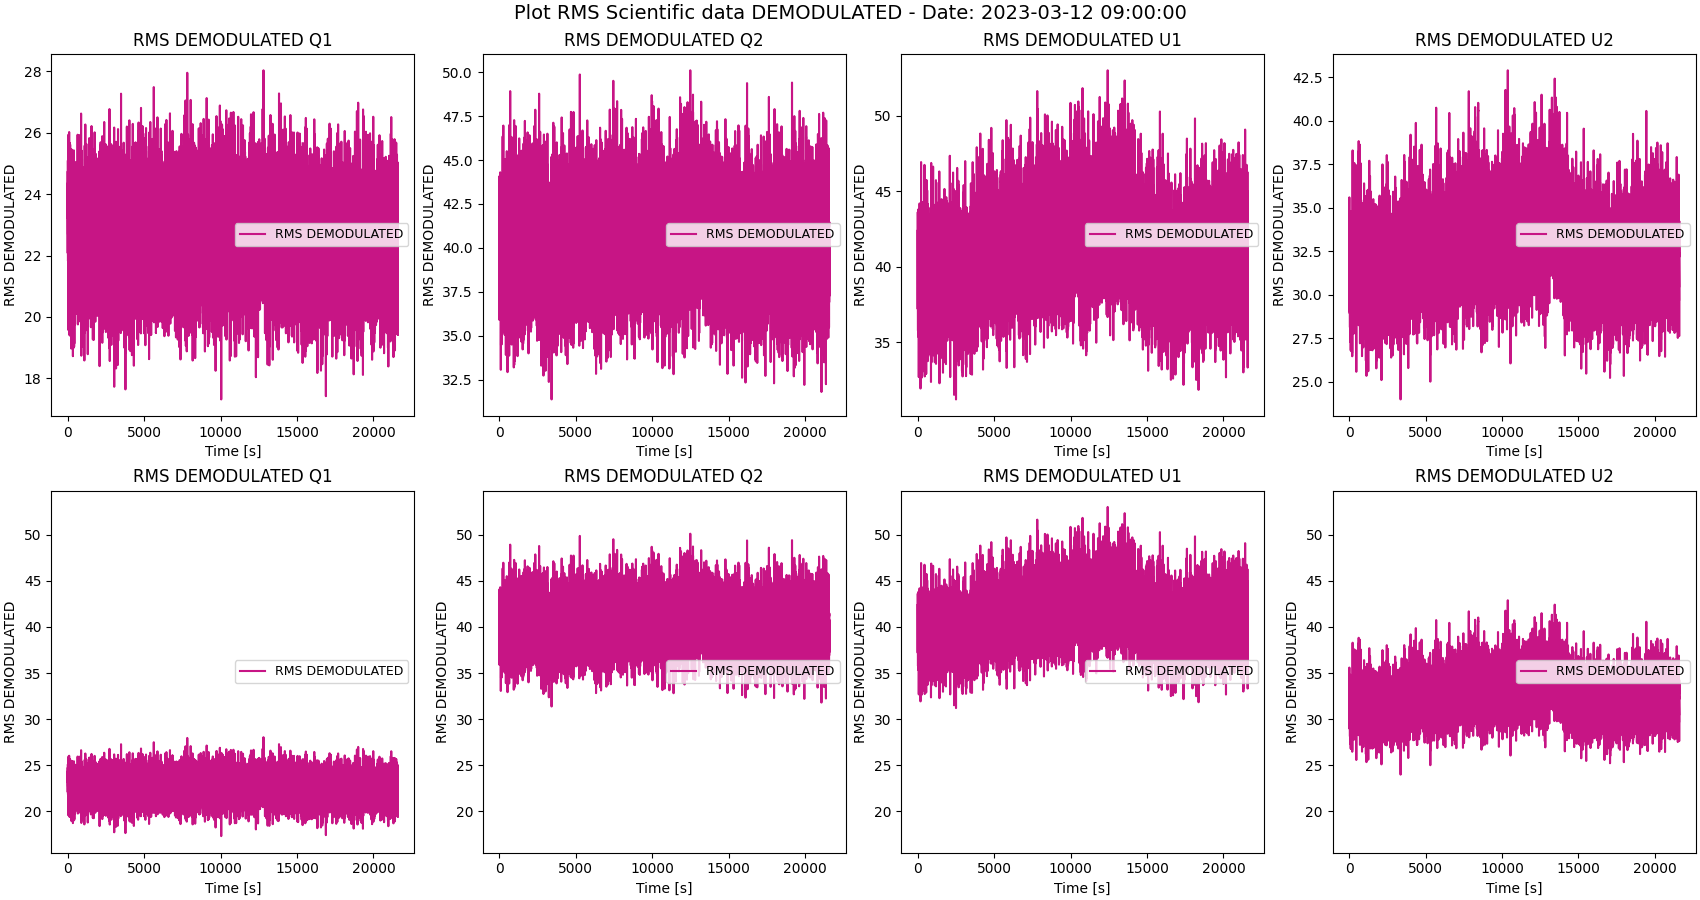 Plot RMS Scientific data DEMODULATED - Date: 2023-03-12 09:00:00
RMS DEMODULATED Q1
RMS DEMODULATED
28
26
24
22
20
18
RMS DEMODULATED
0 5000 10000 15000 20000
Time [s]
RMS DEMODULATED Q2
RMS DEMODULATED
50.0
47.5
45.0
42.5
40.0
37.5
35.0
32.5
RMS DEMODULATED
0 5000 10000 15000 20000
Time [s]
RMS DEMODULATED U1
RMS DEMODULATED
50
45
40
35
RMS DEMODULATED
0 5000 10000 15000 20000
Time [s]
RMS DEMODULATED U2
RMS DEMODULATED
42.5
40.0
37.5
35.0
32.5
30.0
27.5
25.0
RMS DEMODULATED
0 5000 10000 15000 20000
Time [s]
RMS DEMODULATED Q1
RMS DEMODULATED
50
45
40
35
30
25
20
RMS DEMODULATED
0 5000 10000 15000 20000
Time [s]
RMS DEMODULATED Q2
RMS DEMODULATED
50
45
40
35
30
25
20
RMS DEMODULATED
0 5000 10000 15000 20000
Time [s]
RMS DEMODULATED U1
RMS DEMODULATED
50
45
40
35
30
25
20
RMS DEMODULATED
0 5000 10000 15000 20000
Time [s]
RMS DEMODULATED U2
RMS DEMODULATED
50
45
40
35
30
25
20
RMS DEMODULATED
0 5000 10000 15000 20000
Time [s]